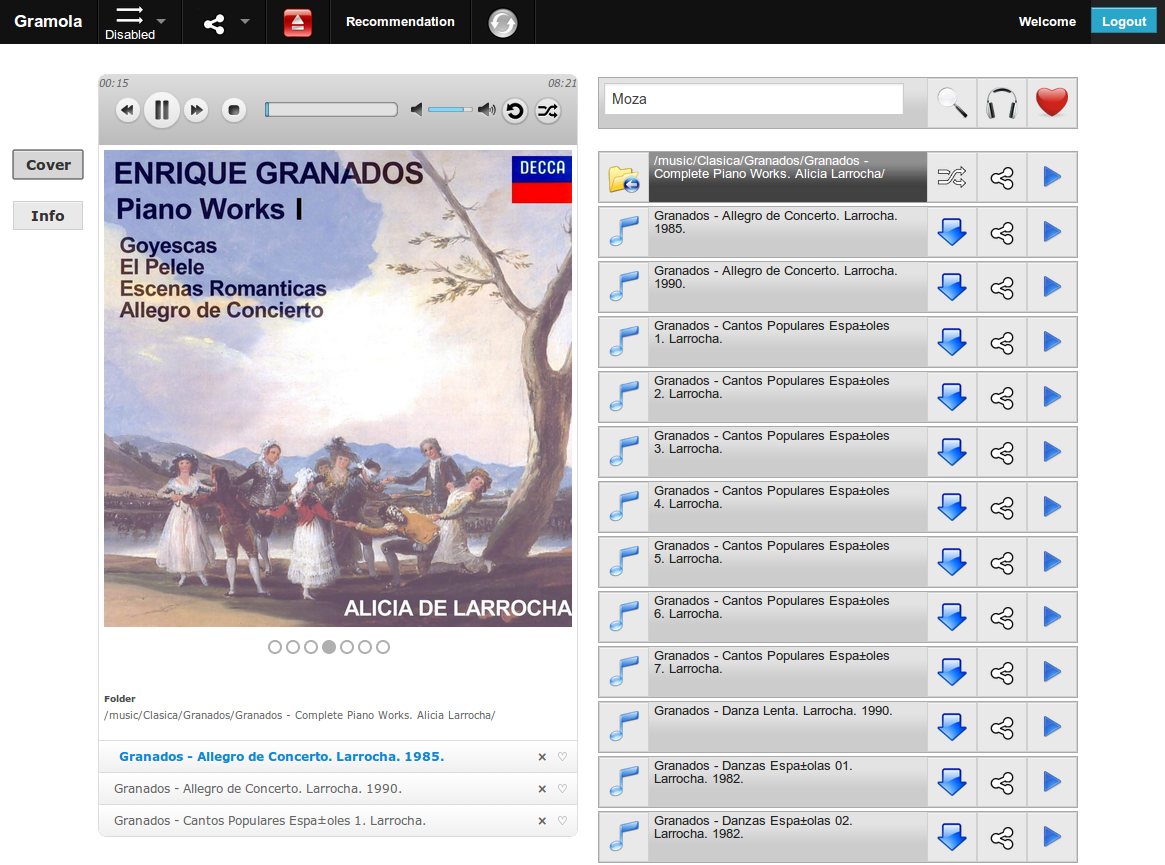 Gramola
Disabled
Recommendation
Welcome
Logout
00:15
08:21
Cover
Info
ENRIQUE GRANADOS
Piano Works I
DECCA
Goyescas
El Pelele
Escenas Romanticas
Allegro de Concierto
ALICIA DE LARROCHA
Folder
/music/Clasica/Granados/Granados - Complete Piano Works. Alicia Larrocha/
Granados - Allegro de Concerto. Larrocha. 1985.
Granados - Allegro de Concerto. Larrocha. 1990.
Granados - Cantos Populares Espa±oles 1. Larrocha.
Moza
/music/Clasica/Granados/Granados -
Complete Piano Works. Alicia Larrocha/
Granados - Allegro de Concerto. Larrocha.
1985.
Granados - Allegro de Concerto. Larrocha.
1990.
Granados - Cantos Populares Espa±oles
1. Larrocha.
Granados - Cantos Populares Espa±oles
2. Larrocha.
Granados - Cantos Populares Espa±oles
3. Larrocha.
Granados - Cantos Populares Espa±oles
4. Larrocha.
Granados - Cantos Populares Espa±oles
5. Larrocha.
Granados - Cantos Populares Espa±oles
6. Larrocha.
Granados - Cantos Populares Espa±oles
7. Larrocha.
Granados - Danza Lenta. Larrocha. 1990.
Granados - Danzas Espa±olas 01.
Larrocha. 1982.
Granados - Danzas Espa±olas 02.
Larrocha. 1982.